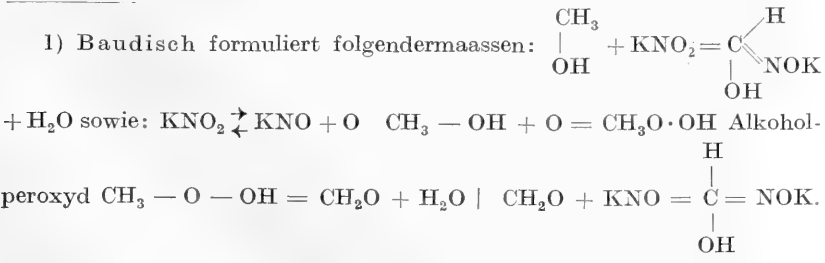 CH₃ H
1) Baudisch formuliert folgendermaassen: | + KNO₂ = C
OH | NOK
OH
+ H₂O sowie: KNO₂ ⇄ KNO + O CH₃ — OH + O = CH₃O·OH Alkohol-
H
|
peroxyd CH₃ — O — OH = CH₂O + H₂O | CH₂O + KNO = C = NOK.
|
OH